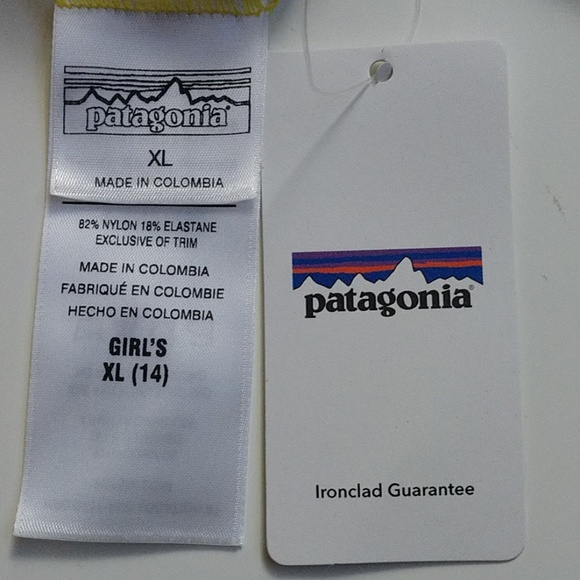 patagonia®
XL
MADE IN COLOMBIA
82% NYLON 18% ELASTANE
EXCLUSIVE OF TRIM
MADE IN COLOMBIA
FABRIQUÉ EN COLOMBIE
HECHO EN COLOMBIA
GIRL'S
XL (14)
patagonia®
Ironclad Guarantee